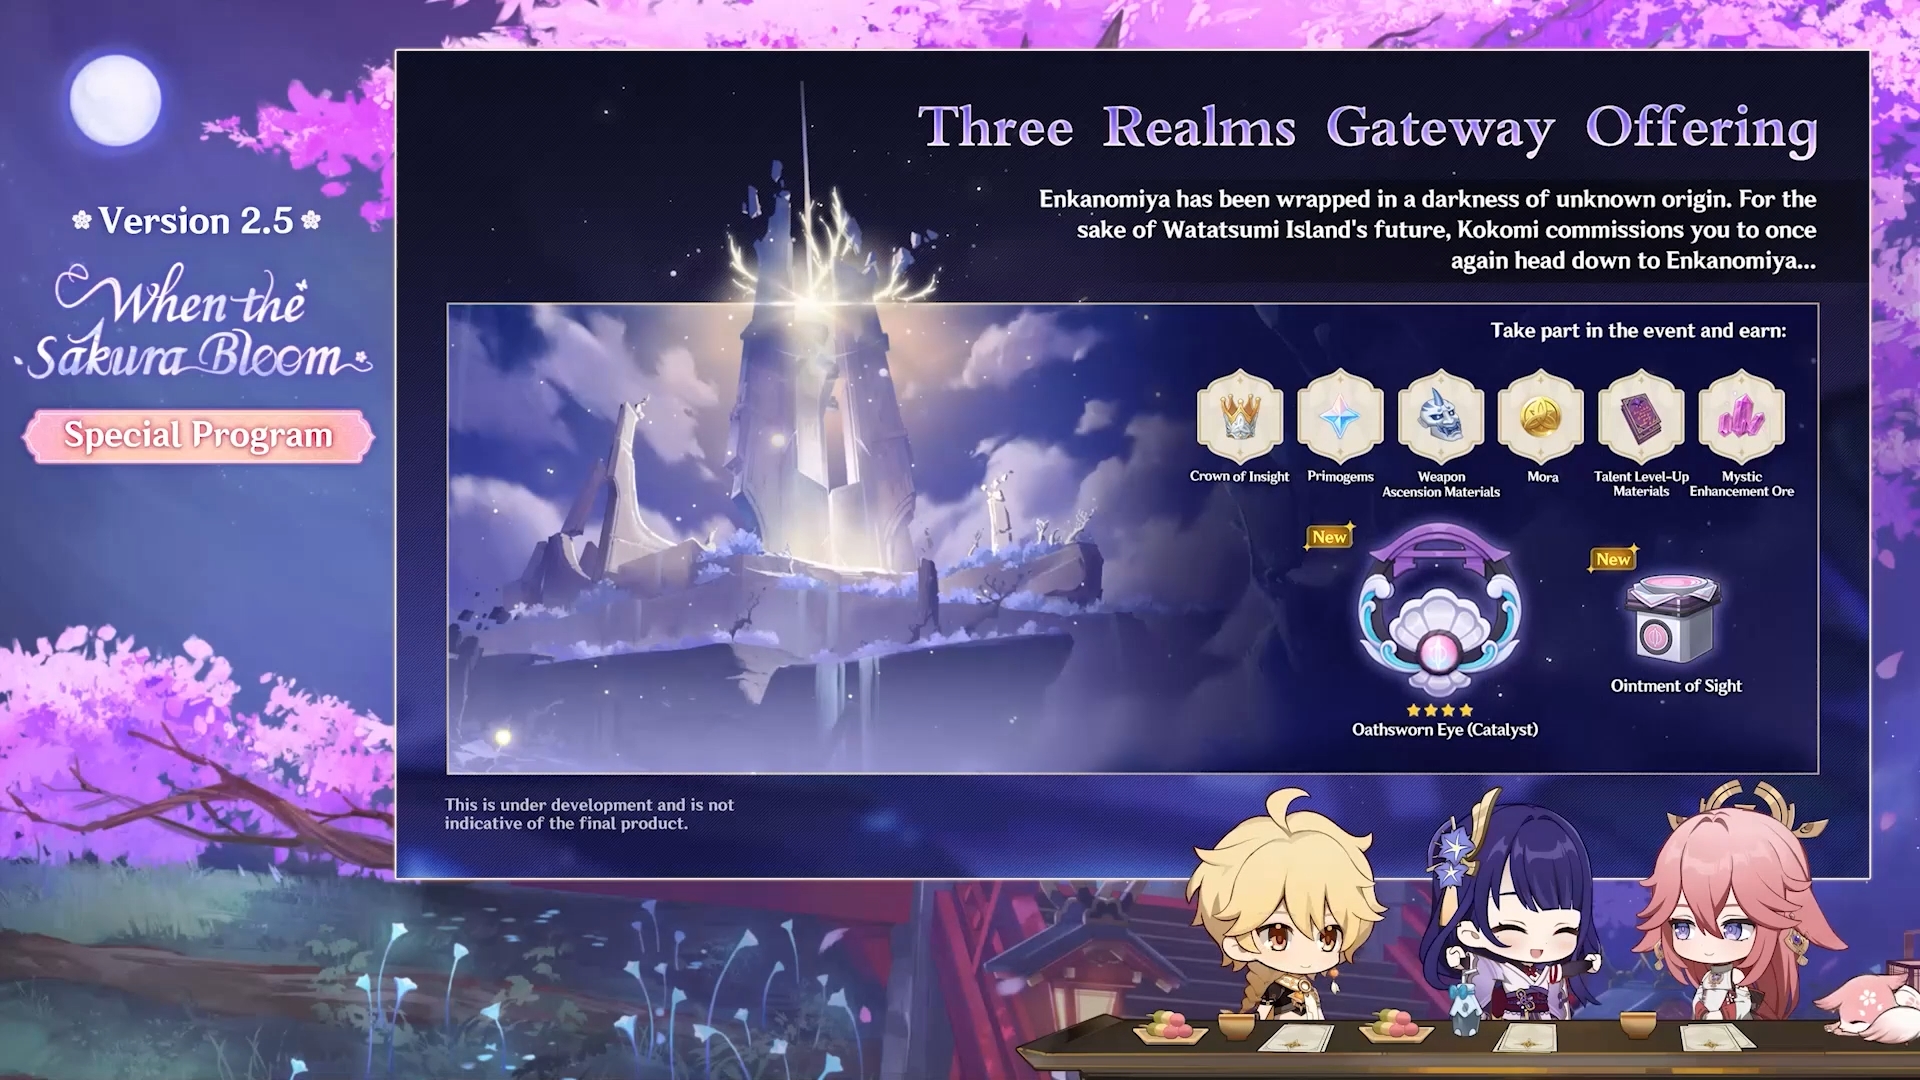 Version 2.5
When the
Sakura Bloom
Special Program
Three Realms Gateway Offering
Enkanomiya has been wrapped in a darkness of unknown origin. For the
sake of Watatsumi Island's future, Kokomi commissions you to once
again head down to Enkanomiya...
Take part in the event and earn:
Crown of Insight
Primogems
Weapon
Ascension Materials
Mora
Talent Level-Up
Materials
Mystic
Enhancement Ore
New
Oathsworn Eye (Catalyst)
New
Ointment of Sight
This is under development and is not
indicative of the final product.